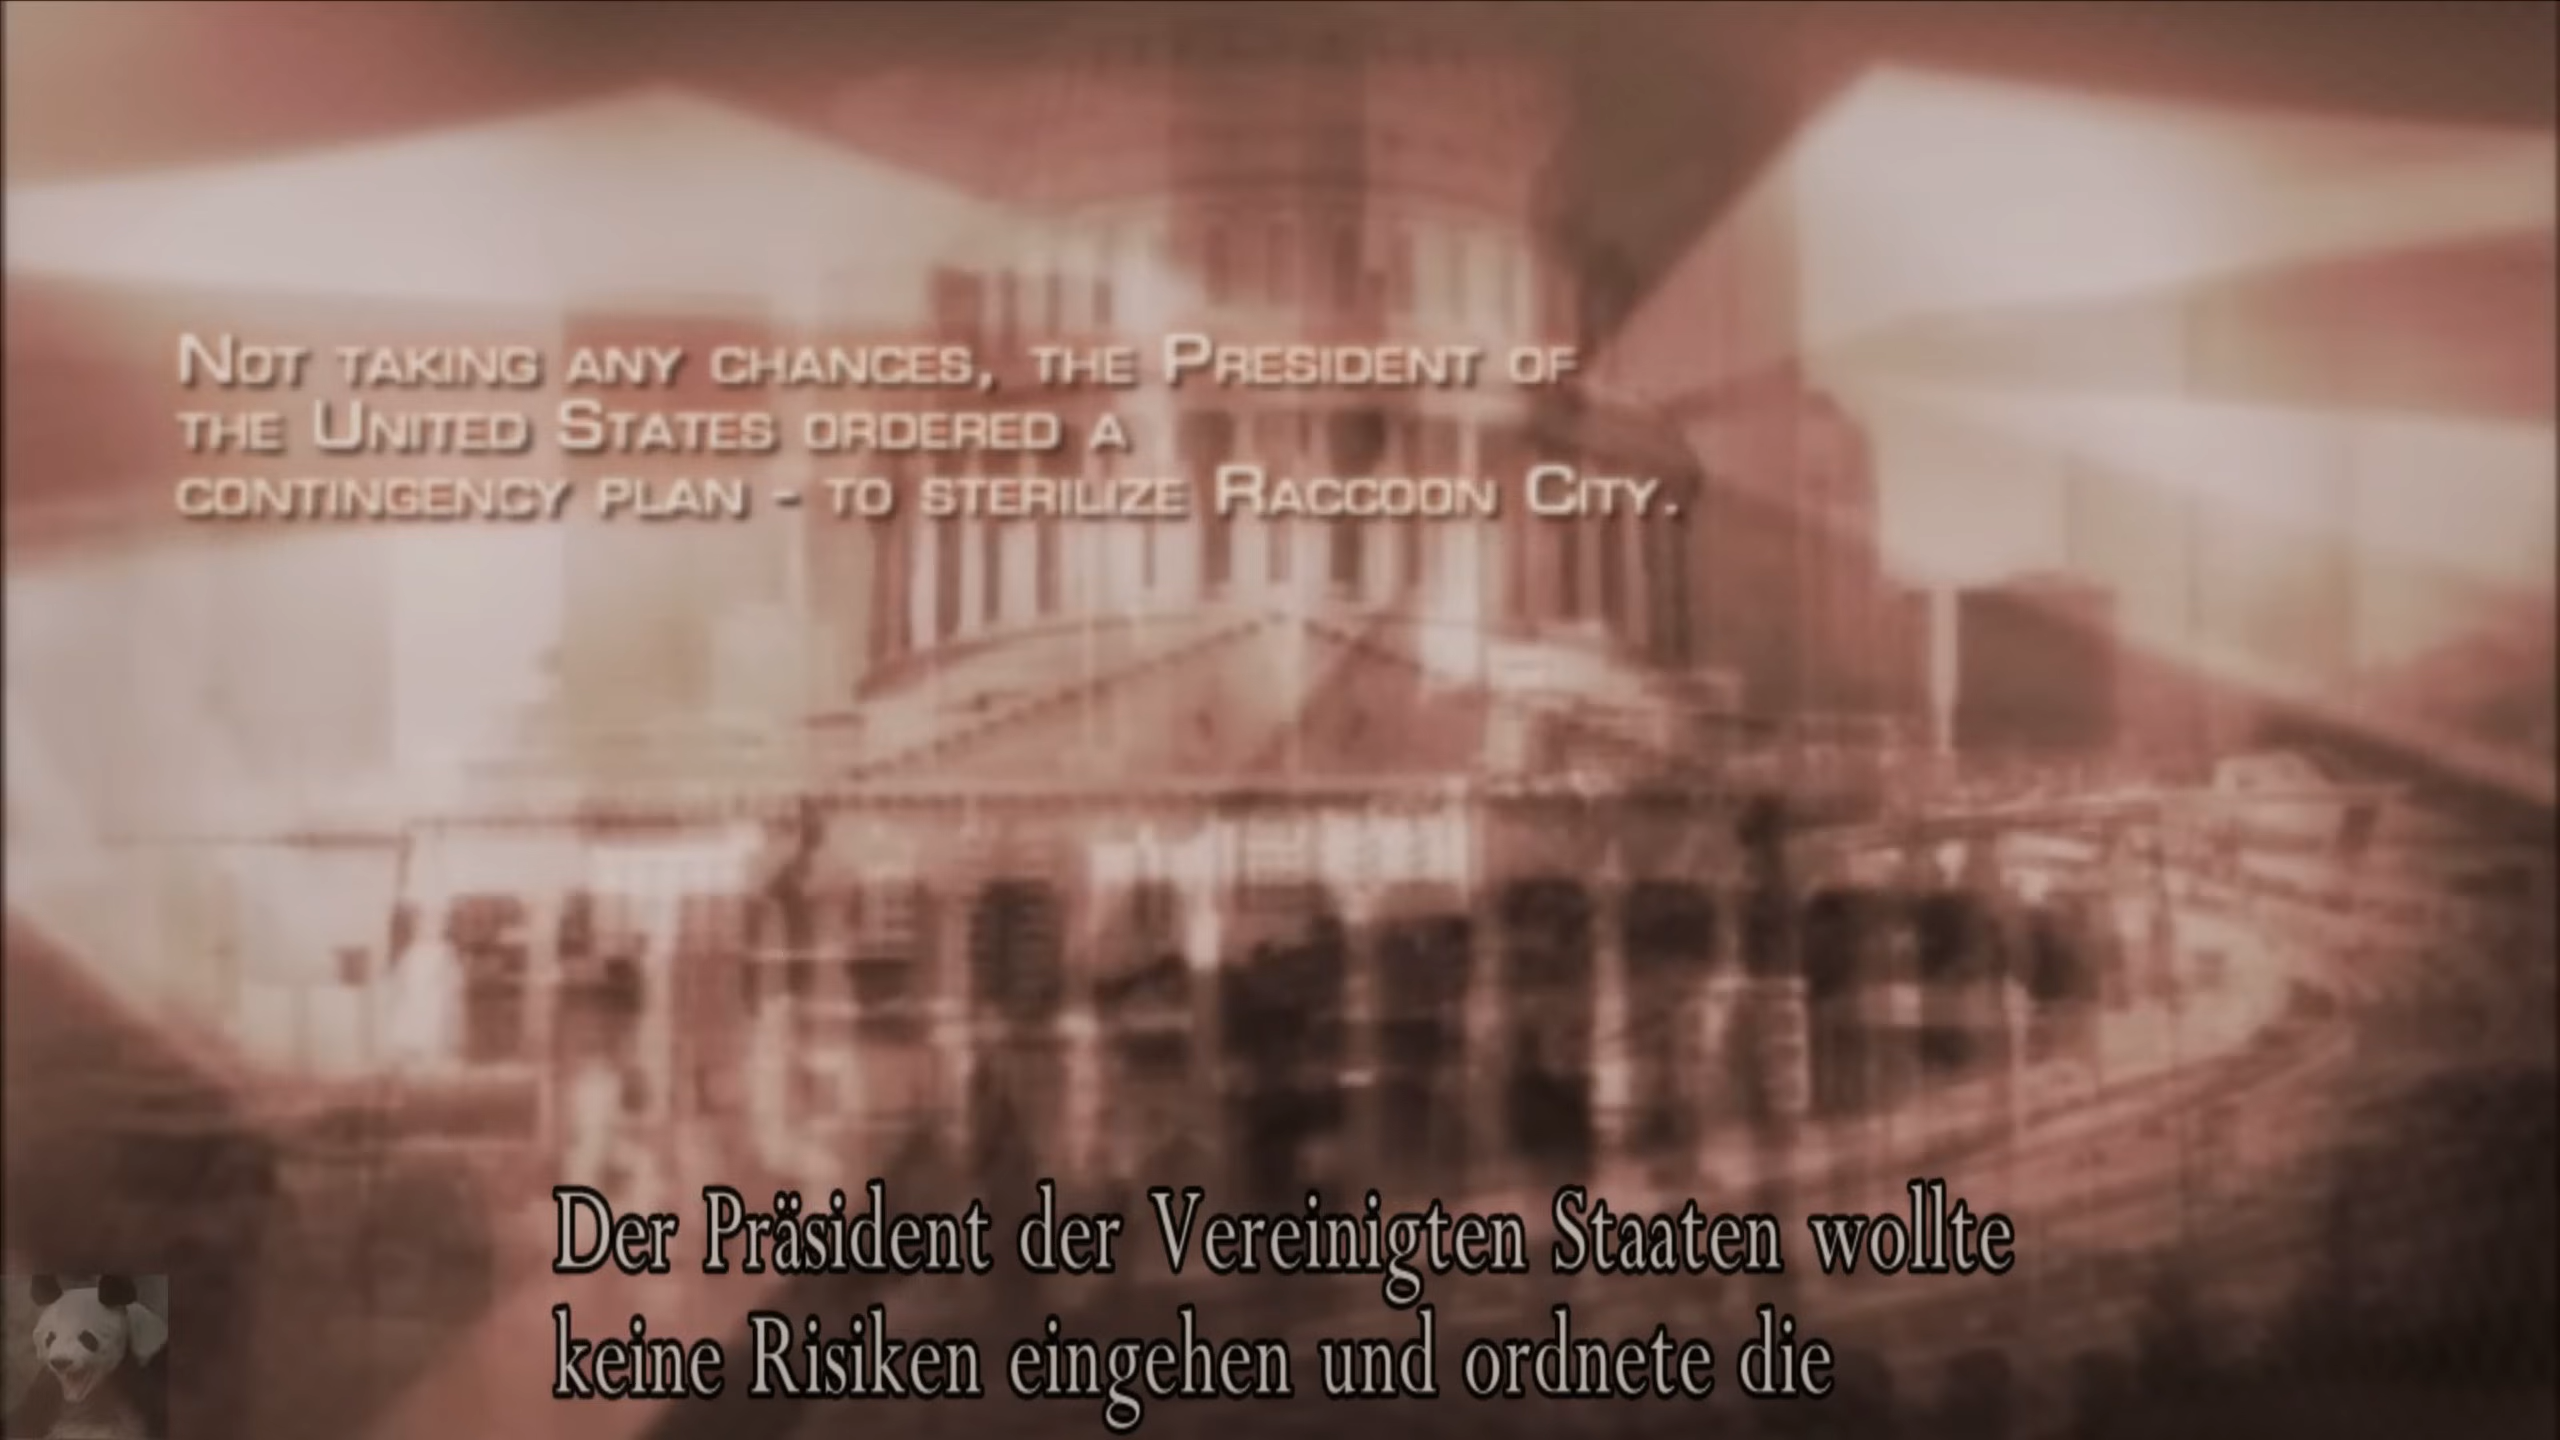 Not taking any chances, the President of
the United States ordered a
contingency plan - to sterilize Raccoon City.
Der Präsident der Vereinigten Staaten wollte
keine Risiken eingehen und ordnete die